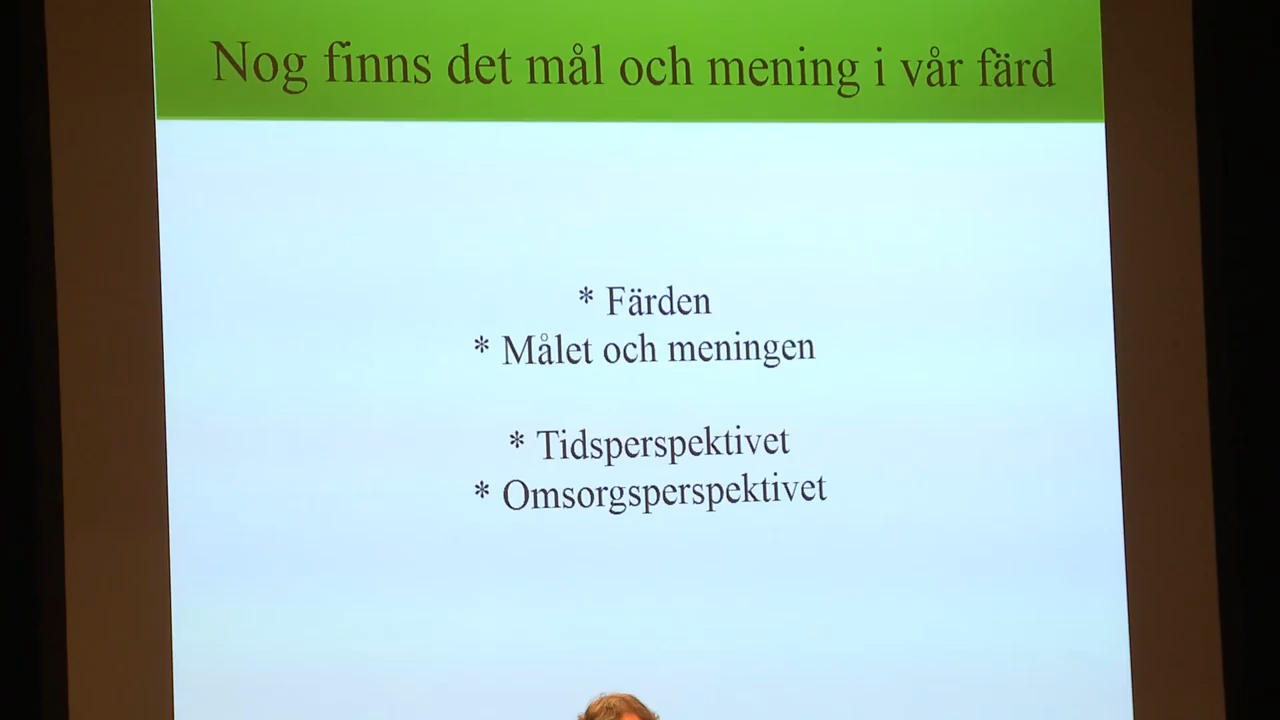 Nog finns det mål och mening i vår färd
* Färden
* Målet och meningen
* Tidsperspektivet
* Omsorgsperspektivet